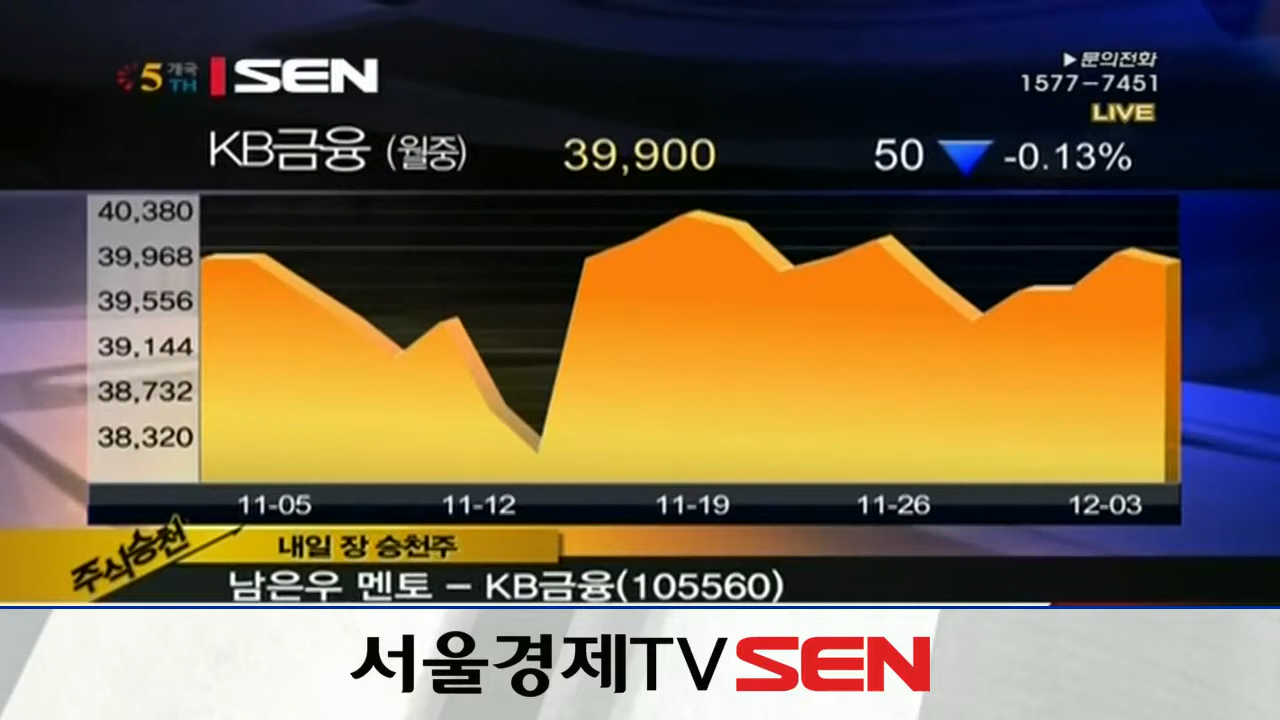 5 개국 TH SEN
▶문의전화
1577-7451
LIVE
KB금융 (월중) 39,900 50 ▼ -0.13%
40,380
39,968
39,556
39,144
38,732
38,320
11-05 11-12 11-19 11-26 12-03
주식승천
내일 장 승천주
남은우 멘토 - KB금융(105560)
서울경제TV SEN